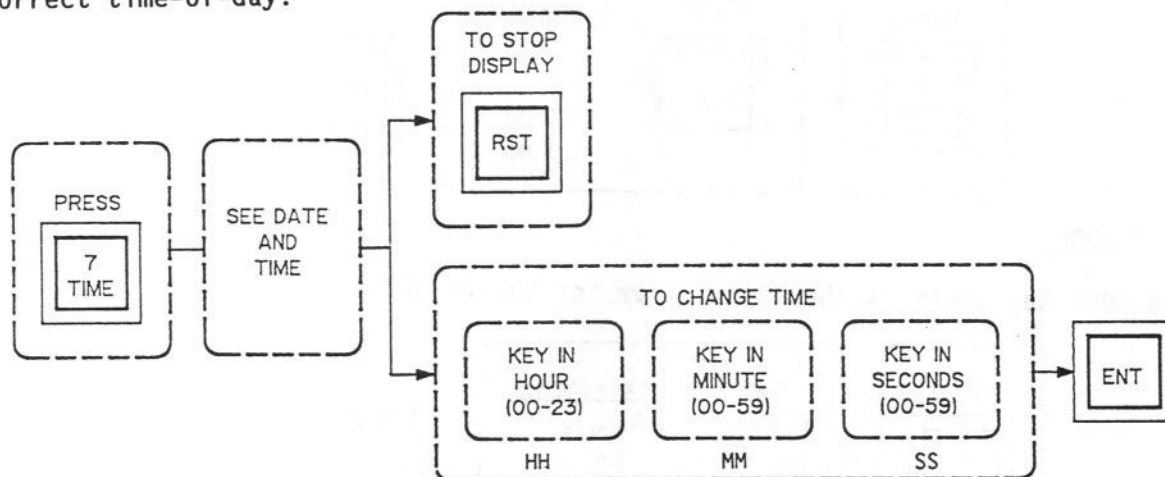 orrect time-of-day.
TO STOP
DISPLAY
RST
PRESS
7
TIME
SEE DATE
AND
TIME
TO CHANGE TIME
KEY IN
HOUR
(00-23)
KEY IN
MINUTE
(00-59)
KEY IN
SECONDS
(00-59)
ENT
HH
MM
SS